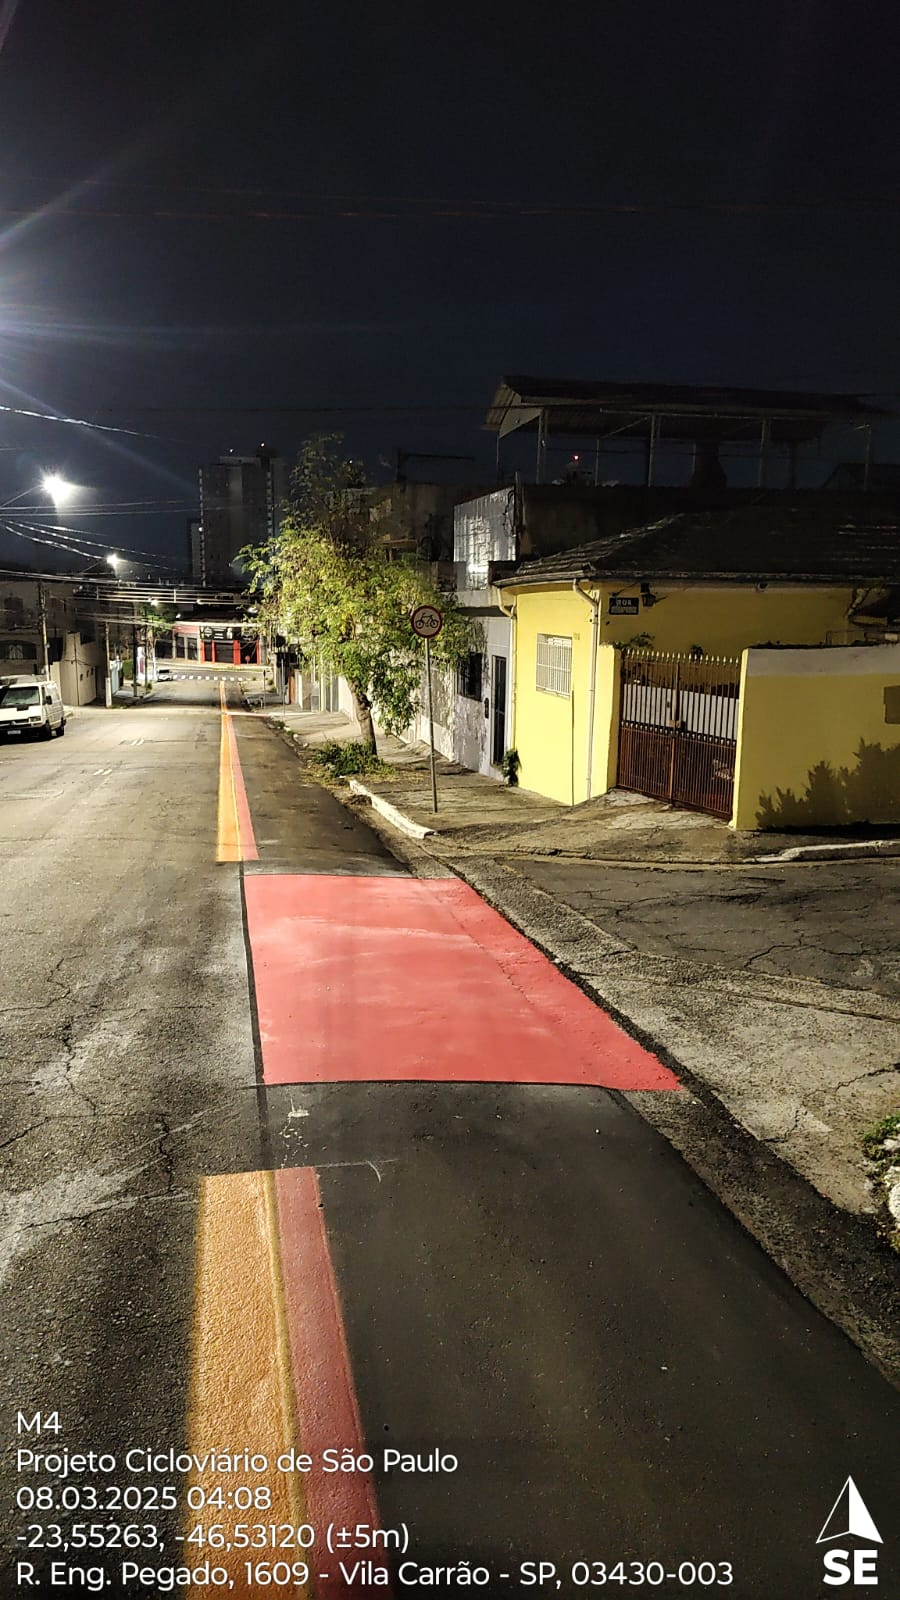 RUA
M4
Projeto Cicloviário de São Paulo
08.03.2025 04:08
-23,55263, -46,53120 (±5m)
R. Eng. Pegado, 1609 - Vila Carrão - SP, 03430-003
SE